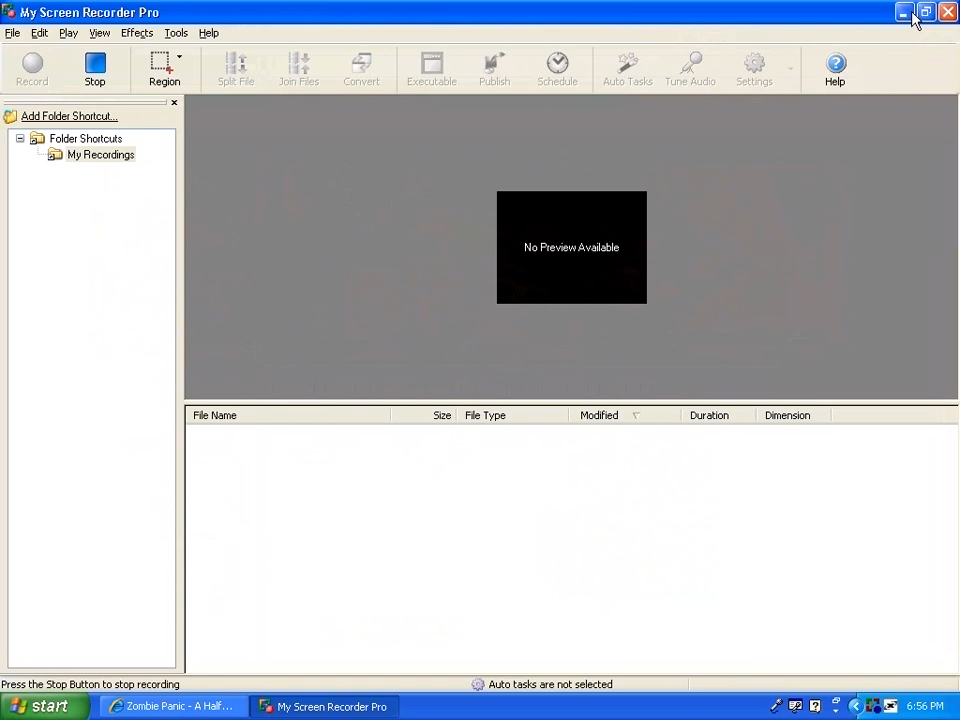 My Screen Recorder Pro
File Edit Play View Effects Tools Help
Record Stop Region Split File Join Files Convert Executable Publish Schedule Auto Tasks Tune Audio Settings Help
Add Folder Shortcut...
Folder Shortcuts
My Recordings
No Preview Available
File Name Size File Type Modified Duration Dimension
Press the Stop Button to stop recording
Auto tasks are not selected
start Zombie Panic - A Half... My Screen Recorder Pro 6:56 PM